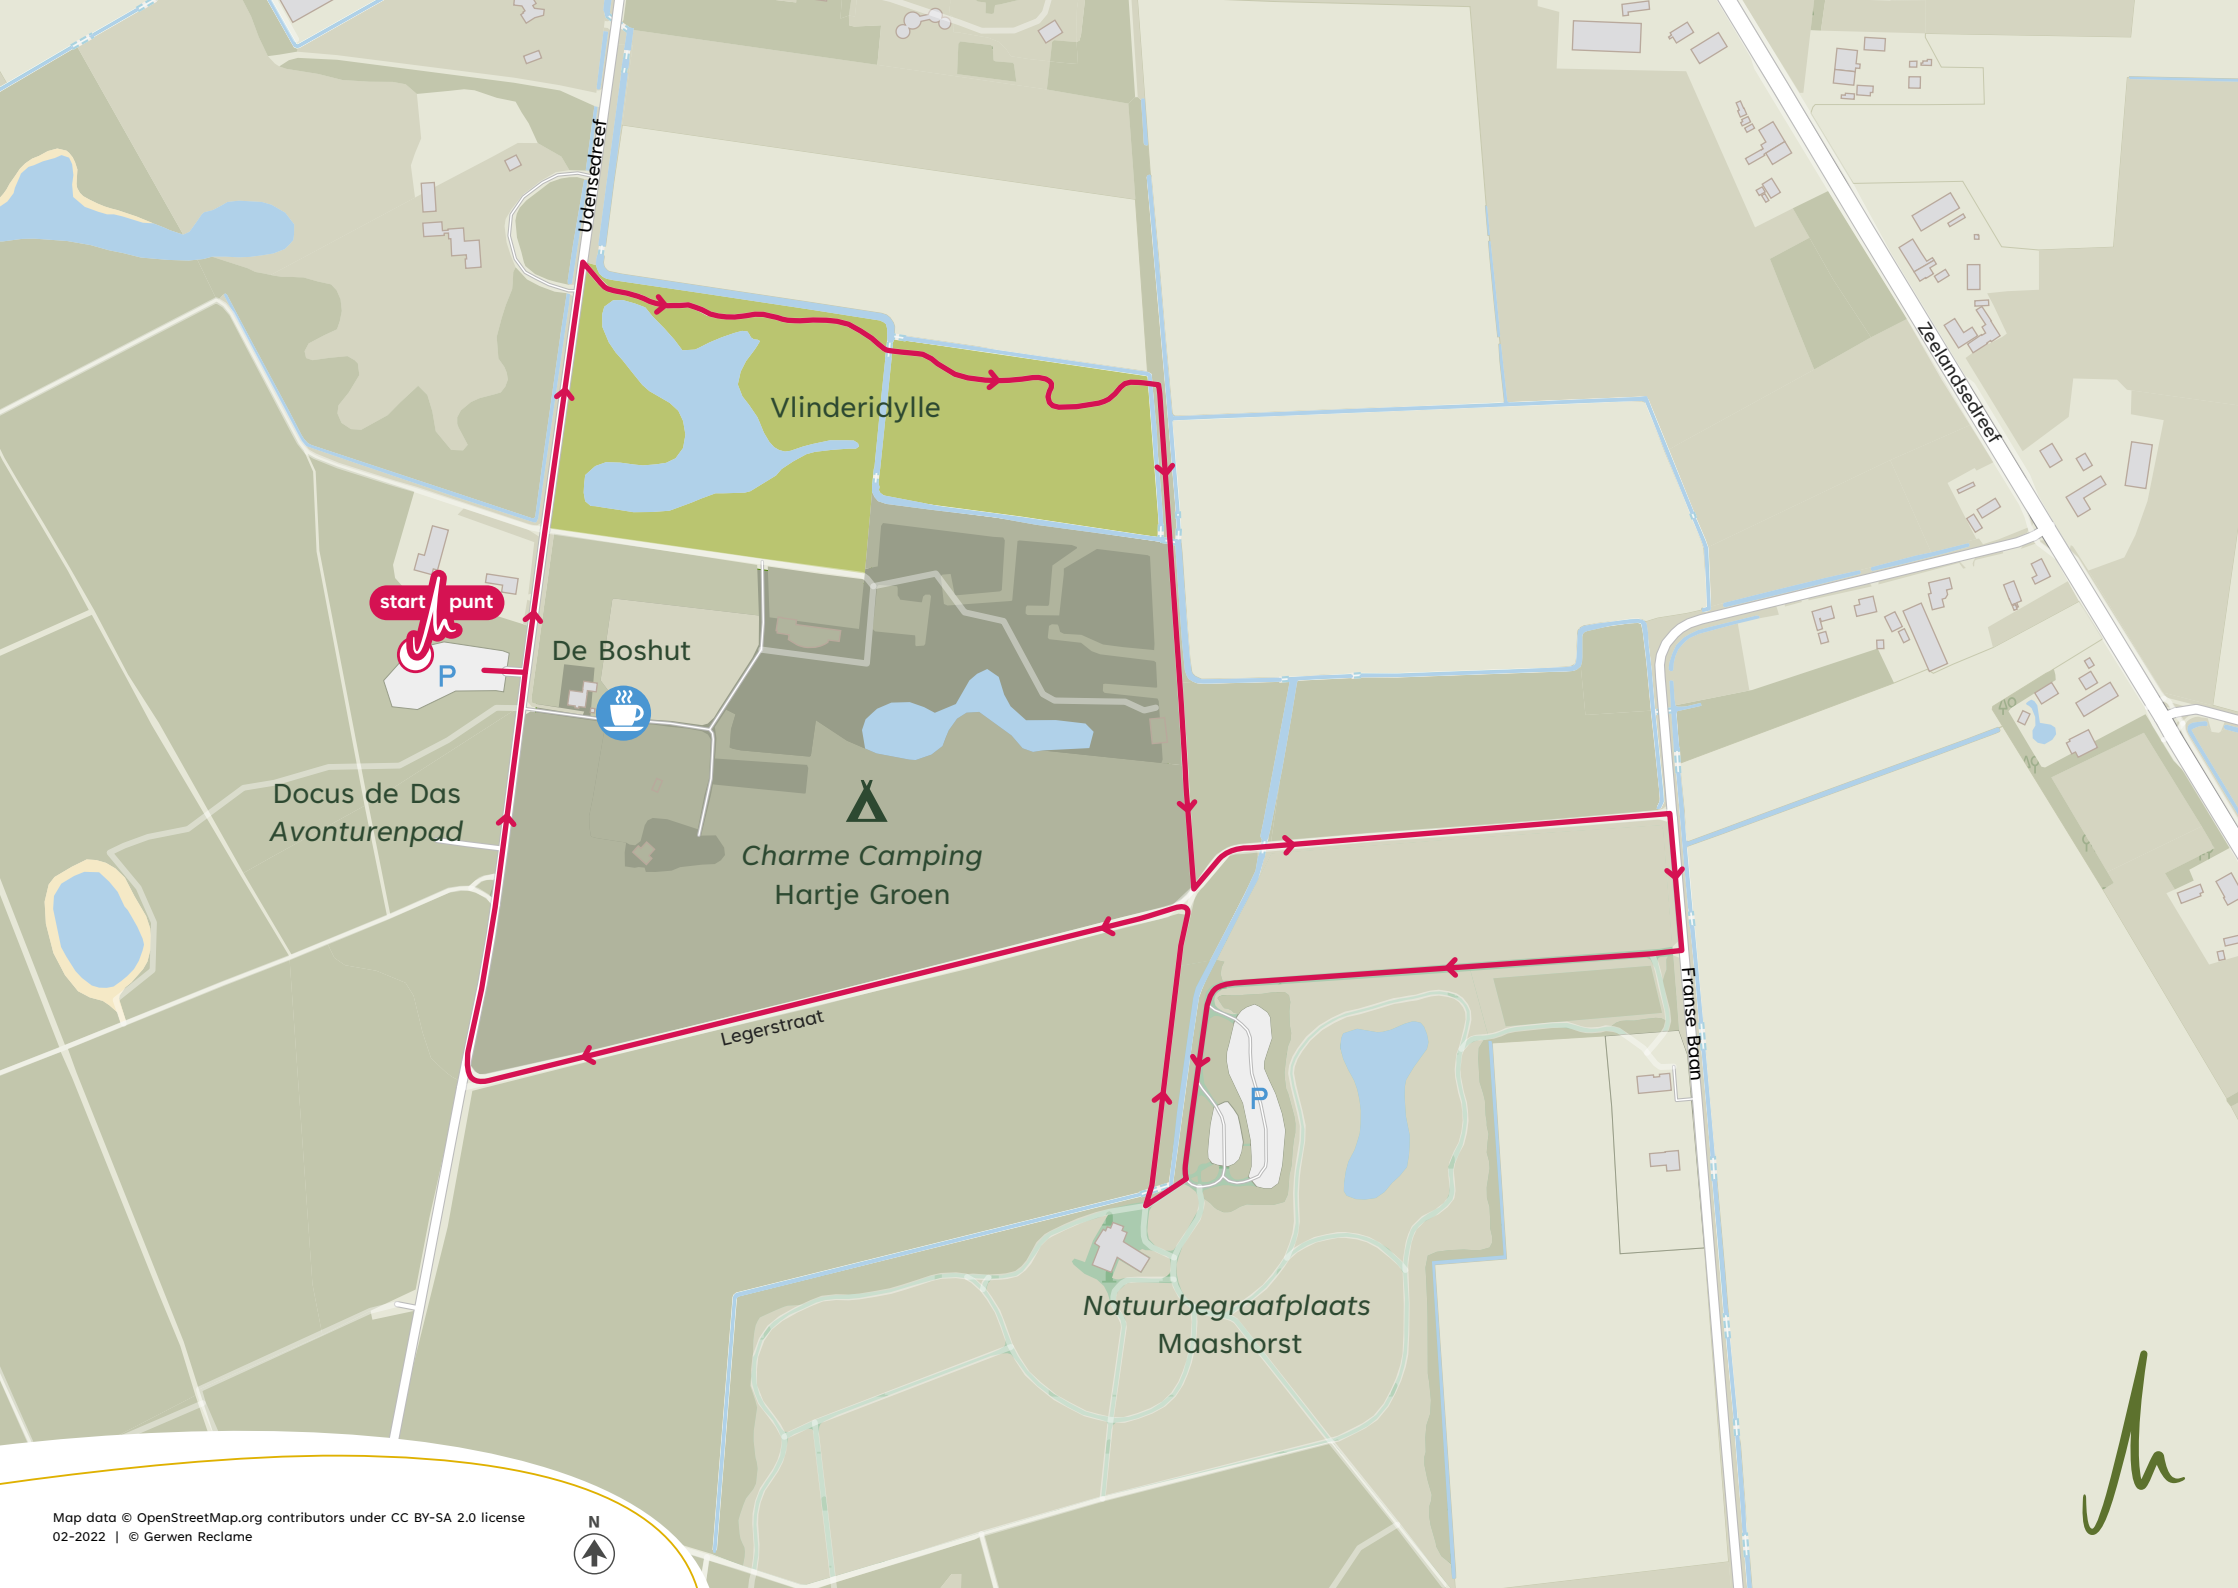 Udensedreef
Zeelandsedreef
Vlinderidylle
start punt
P
De Boshut
Docus de Das
Avonturenpad
Charme Camping
Hartje Groen
Legerstraat
Franse Baan
P
Natuurbegraafplaats
Maashorst
Map data © OpenStreetMap.org contributors under CC BY-SA 2.0 license
02-2022 | © Gerwen Reclame
N